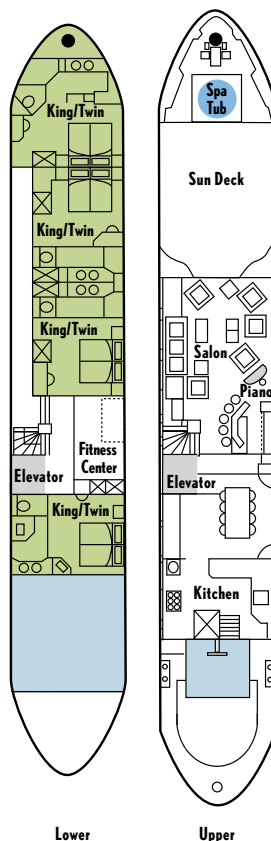 King/Twin
King/Twin
King/Twin
Fitness
Center
Elevator
King/Twin
Lower
Spa
Tub
Sun Deck
Salon
Piano
Elevator
Kitchen
Upper